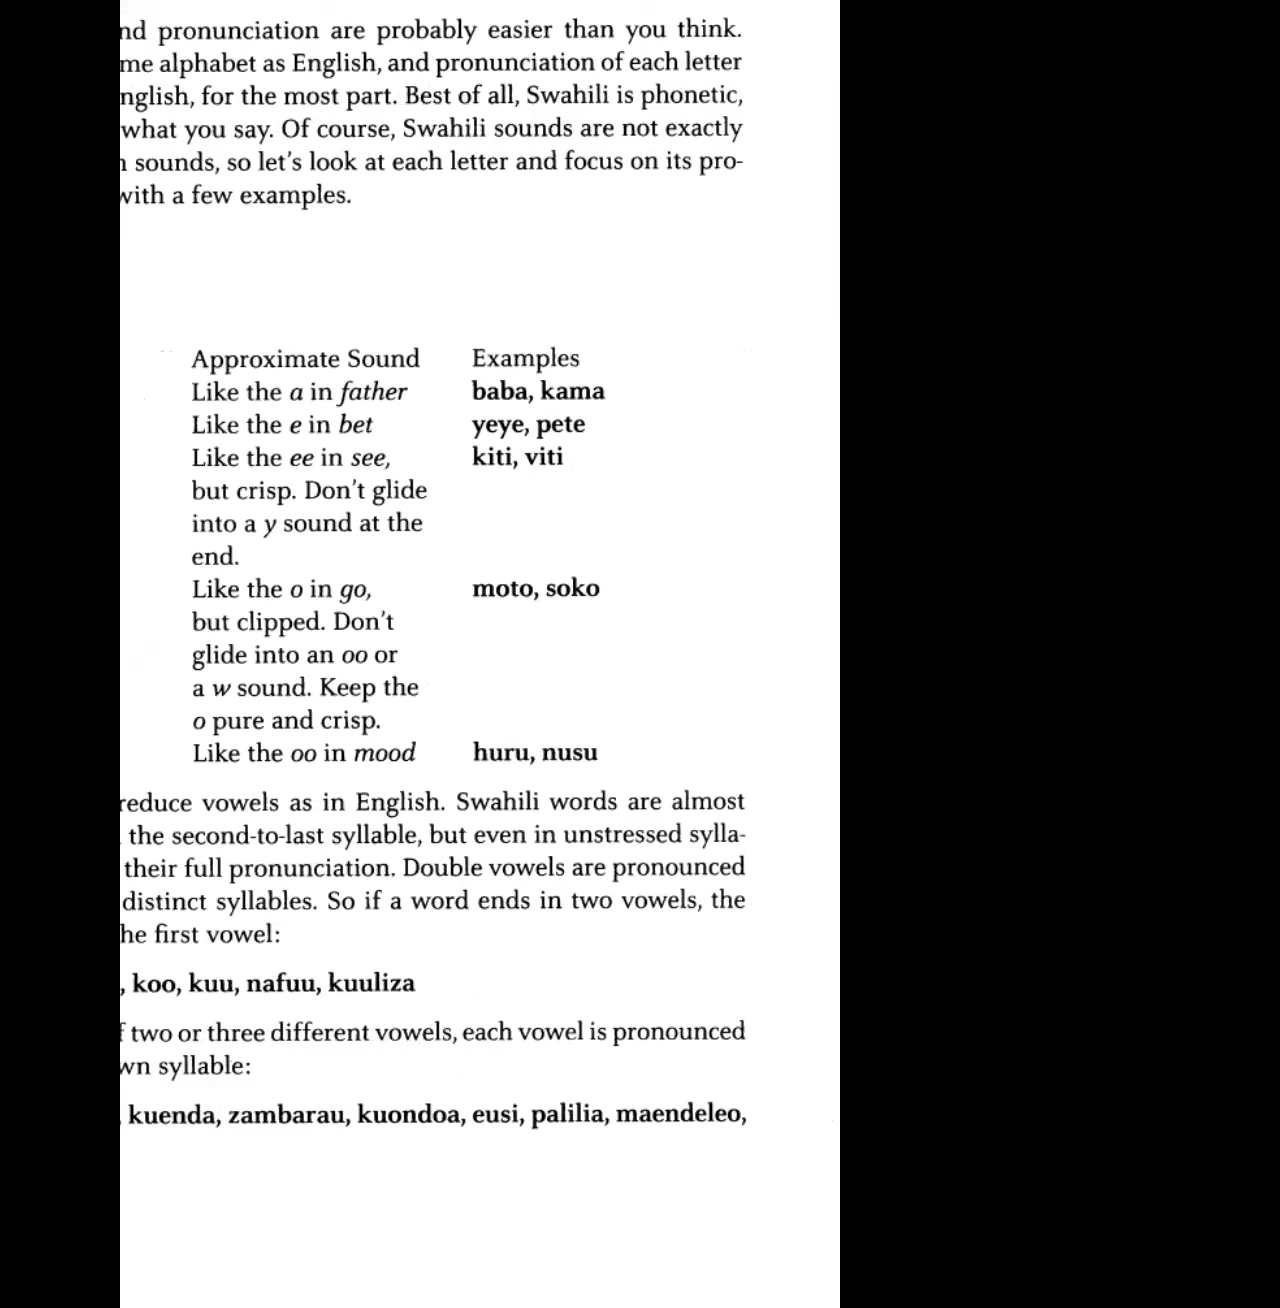 nd pronunciation are probably easier than you think.
me alphabet as English, and pronunciation of each letter
nglish, for the most part. Best of all, Swahili is phonetic,
what you say. Of course, Swahili sounds are not exactly
sounds, so let's look at each letter and focus on its pro-
with a few examples.
Approximate Sound Examples
Like the a in father baba, kama
Like the e in bet yeye, pete
Like the ee in see, kiti, viti
but crisp. Don't glide
into a y sound at the
end.
Like the o in go, moto, soko
but clipped. Don't
glide into an oo or
a w sound. Keep the
o pure and crisp.
Like the oo in mood huru, nusu
reduce vowels as in English. Swahili words are almost
the second-to-last syllable, but even in unstressed sylla-
their full pronunciation. Double vowels are pronounced
distinct syllables. So if a word ends in two vowels, the
he first vowel:
, koo, kuu, nafuu, kuuliza
two or three different vowels, each vowel is pronounced
wn syllable:
kuenda, zambarau, kuondoa, eusi, palilia, maendeleo,